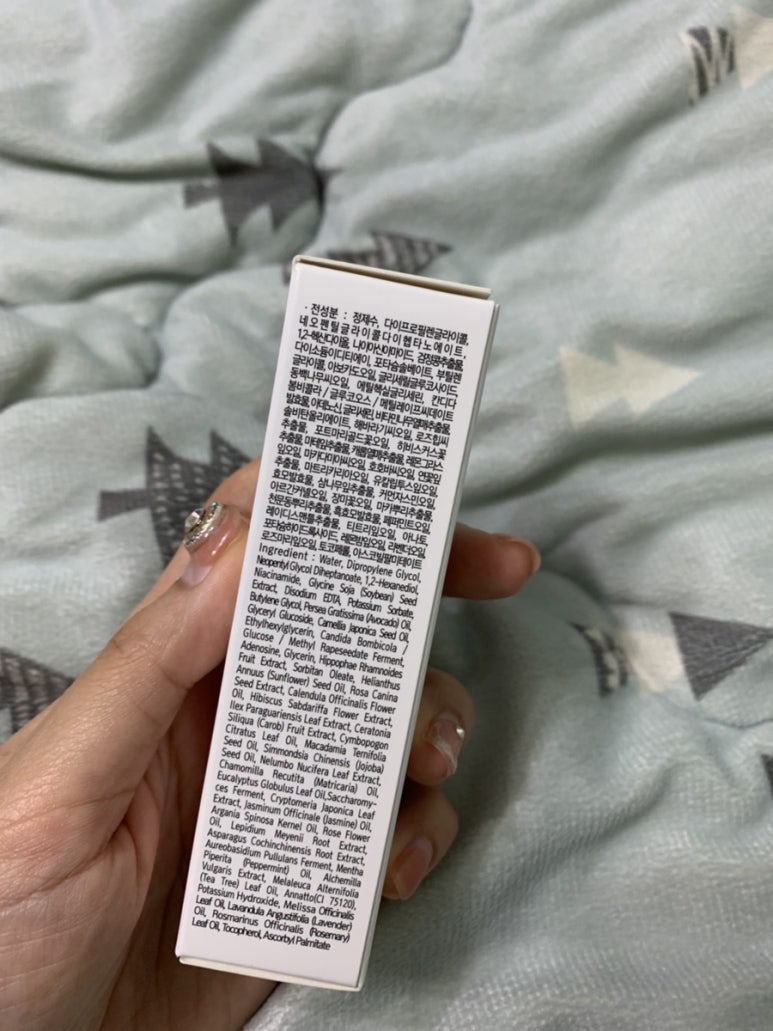 · 전성분 : 정제수, 다이프로필렌글라이콜,
네오펜틸글라이콜다이헵타노에이트,
1,2-헥산다이올, 나이아신아마이드, 검정콩추출물,
다이소듐이디티에이, 포타슘솔베이트, 부틸렌
글라이콜, 아보카도오일, 글리세릴글루코사이드,
동백나무씨오일, 에틸헥실글리세린, 칸디다
봄비콜라 / 글루코오스 / 메틸레이프씨데이트
발효물, 아데노신, 글리세린, 비타민나무열매추출물,
솔비탄올리에이트, 해바라기씨오일, 로즈힙씨
추출물, 포트마리골드꽃오일, 히비스커스꽃
추출물, 마테잎추출물, 캐롭열매추출물, 레몬그라스
잎오일, 마카다미아씨오일, 호호바씨오일, 연꽃잎
추출물, 마트리카리아오일, 유칼립투스잎오일,
효모발효물, 삼나무잎추출물, 커먼자스민오일,
아르간커넬오일, 장미꽃오일, 마카뿌리추출물,
천문동뿌리추출물, 흑효모발효물, 페퍼민트오일,
레이디스맨틀추출물, 티트리잎오일, 아나토,
포타슘하이드록사이드, 레몬밤잎오일, 라벤더오일,
로즈마리잎오일, 토코페롤, 아스코빌팔미테이트
Ingredient : Water, Dipropylene Glycol,
Neopentyl Glycol Diheptanoate, 1,2-Hexanediol,
Niacinamide, Glycine Soja (Soybean) Seed
Extract, Disodium EDTA, Potassium Sorbate,
Butylene Glycol, Persea Gratissima (Avocado) Oil,
Glyceryl Glucoside, Camellia Japonica Seed Oil,
Ethylhexylglycerin, Candida Bombicola /
Glucose / Methyl Rapeseedate Ferment,
Adenosine, Glycerin, Hippophae Rhamnoides
Fruit Extract, Sorbitan Oleate, Helianthus
Annuus (Sunflower) Seed Oil, Rosa Canina
Seed Extract, Calendula Officinalis Flower
Oil, Hibiscus Sabdariffa Flower Extract,
Ilex Paraguariensis Leaf Extract, Ceratonia
Siliqua (Carob) Fruit Extract, Cymbopogon
Citratus Leaf Oil, Macadamia Ternifolia
Seed Oil, Simmondsia Chinensis (Jojoba)
Seed Oil, Nelumbo Nucifera Leaf Extract,
Chamomilla Recutita (Matricaria) Oil,
Eucalyptus Globulus Leaf Oil,Saccharomy-
ces Ferment, Cryptomeria Japonica Leaf
Extract, Jasminum Officinale (Jasmine) Oil,
Argania Spinosa Kernel Oil, Rose Flower
Oil, Lepidium Meyenii Root Extract,
Asparagus Cochinchinensis Root Extract,
Aureobasidium Pullulans Ferment, Mentha
Piperita (Peppermint) Oil, Alchemilla
Vulgaris Extract, Melaleuca Alternifolia
(Tea Tree) Leaf Oil, Annatto(CI 75120),
Potassium Hydroxide, Melissa Officinalis
Leaf Oil, Lavandula Angustifolia (Lavender)
Oil, Rosmarinus Officinalis (Rosemary)
Leaf Oil, Tocopherol, Ascorbyl Palmitate